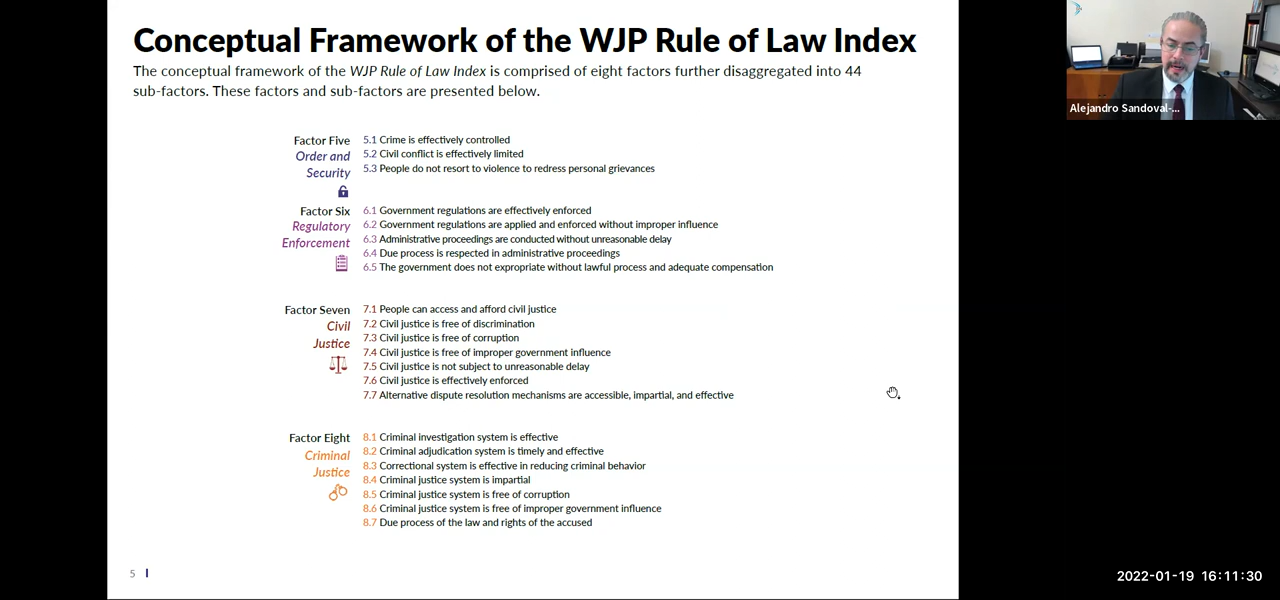 Conceptual Framework of the WJP Rule of Law Index
The conceptual framework of the WJP Rule of Law Index is comprised of eight factors further disaggregated into 44
sub-factors. These factors and sub-factors are presented below.
Factor Five
Order and
Security
5.1 Crime is effectively controlled
5.2 Civil conflict is effectively limited
5.3 People do not resort to violence to redress personal grievances
Factor Six
Regulatory
Enforcement
6.1 Government regulations are effectively enforced
6.2 Government regulations are applied and enforced without improper influence
6.3 Administrative proceedings are conducted without unreasonable delay
6.4 Due process is respected in administrative proceedings
6.5 The government does not expropriate without lawful process and adequate compensation
Factor Seven
Civil
Justice
7.1 People can access and afford civil justice
7.2 Civil justice is free of discrimination
7.3 Civil justice is free of corruption
7.4 Civil justice is free of improper government influence
7.5 Civil justice is not subject to unreasonable delay
7.6 Civil justice is effectively enforced
7.7 Alternative dispute resolution mechanisms are accessible, impartial, and effective
Factor Eight
Criminal
Justice
8.1 Criminal investigation system is effective
8.2 Criminal adjudication system is timely and effective
8.3 Correctional system is effective in reducing criminal behavior
8.4 Criminal justice system is impartial
8.5 Criminal justice system is free of corruption
8.6 Criminal justice system is free of improper government influence
8.7 Due process of the law and rights of the accused
5
Alejandro Sandoval-...
2022-01-19 16:11:30